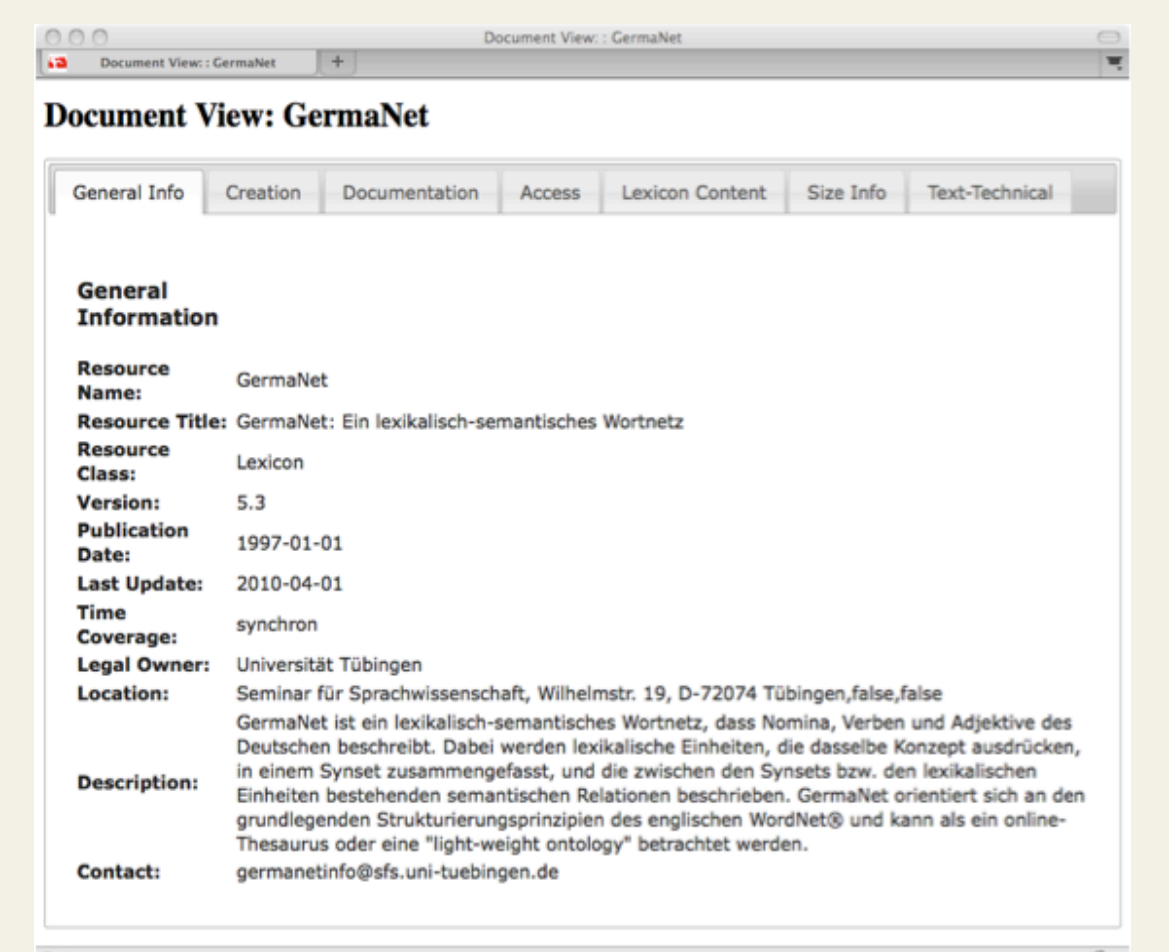 Document View: : GermaNet
Document View: : GermaNet +
Document View: GermaNet
General Info Creation Documentation Access Lexicon Content Size Info Text-Technical
General
Information
Resource
Name: GermaNet
Resource Title: GermaNet: Ein lexikalisch-semantisches Wortnetz
Resource
Class: Lexicon
Version: 5.3
Publication
Date: 1997-01-01
Last Update: 2010-04-01
Time
Coverage: synchron
Legal Owner: Universität Tübingen
Location: Seminar für Sprachwissenschaft, Wilhelmstr. 19, D-72074 Tübingen,false,false
Description: GermaNet ist ein lexikalisch-semantisches Wortnetz, dass Nomina, Verben und Adjektive des
Deutschen beschreibt. Dabei werden lexikalische Einheiten, die dasselbe Konzept ausdrücken,
in einem Synset zusammengefasst, und die zwischen den Synsets bzw. den lexikalischen
Einheiten bestehenden semantischen Relationen beschrieben. GermaNet orientiert sich an den
grundlegenden Strukturierungsprinzipien des englischen WordNet® und kann als ein online-
Thesaurus oder eine "light-weight ontology" betrachtet werden.
Contact: germanetinfo@sfs.uni-tuebingen.de